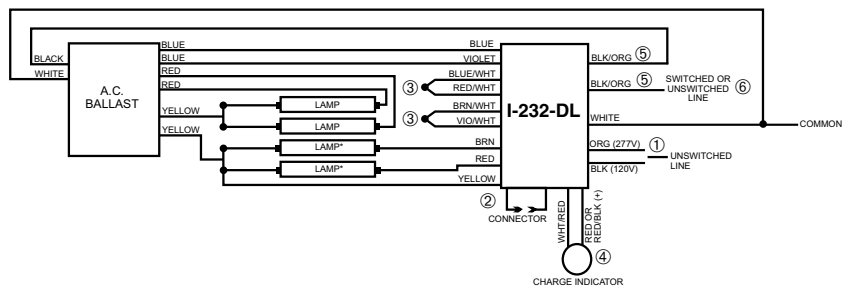 BLACK
WHITE
A.C.
BALLAST
BLUE
BLUE
RED
RED
YELLOW
YELLOW
LAMP
LAMP
LAMP*
LAMP*
BLUE
VIOLET
BLUE/WHT
③
RED/WHT
BRN/WHT
③
VIO/WHT
BRN
RED
YELLOW
I-232-DL
BLK/ORG ⑤
BLK/ORG ⑤
SWITCHED OR
UNSWITCHED ⑥
LINE
WHITE
COMMON
ORG (277V) ①
UNSWITCHED
LINE
BLK (120V)
②
CONNECTOR
WHT/RED
RED OR
RED/BLK (+)
④
CHARGE INDICATOR